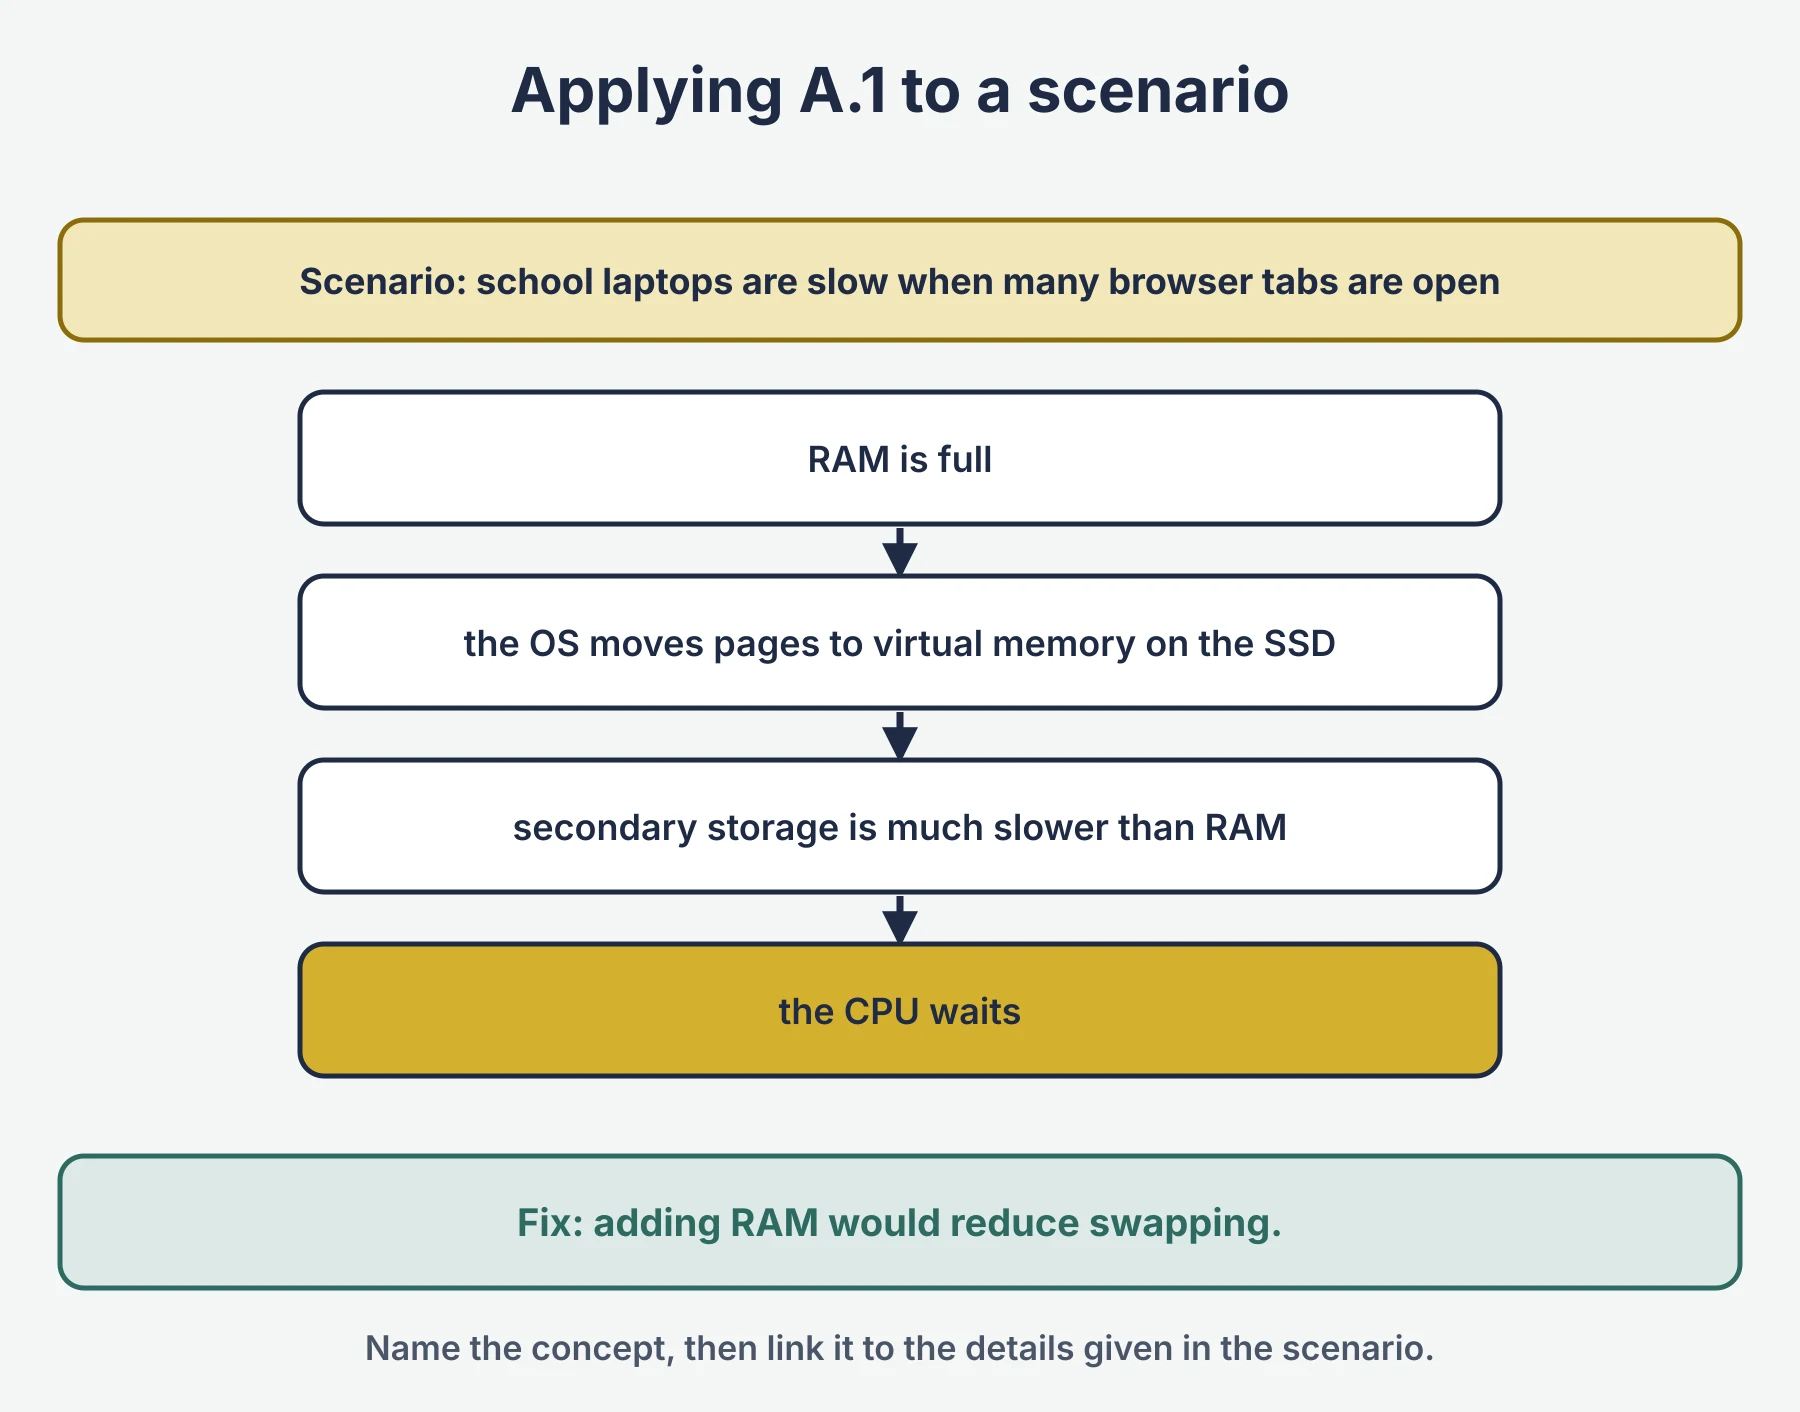 Applying A.1 to a scenario
Scenario: school laptops are slow when many browser tabs are open
RAM is full
the OS moves pages to virtual memory on the SSD
secondary storage is much slower than RAM
the CPU waits
Fix: adding RAM would reduce swapping.
Name the concept, then link it to the details given in the scenario.